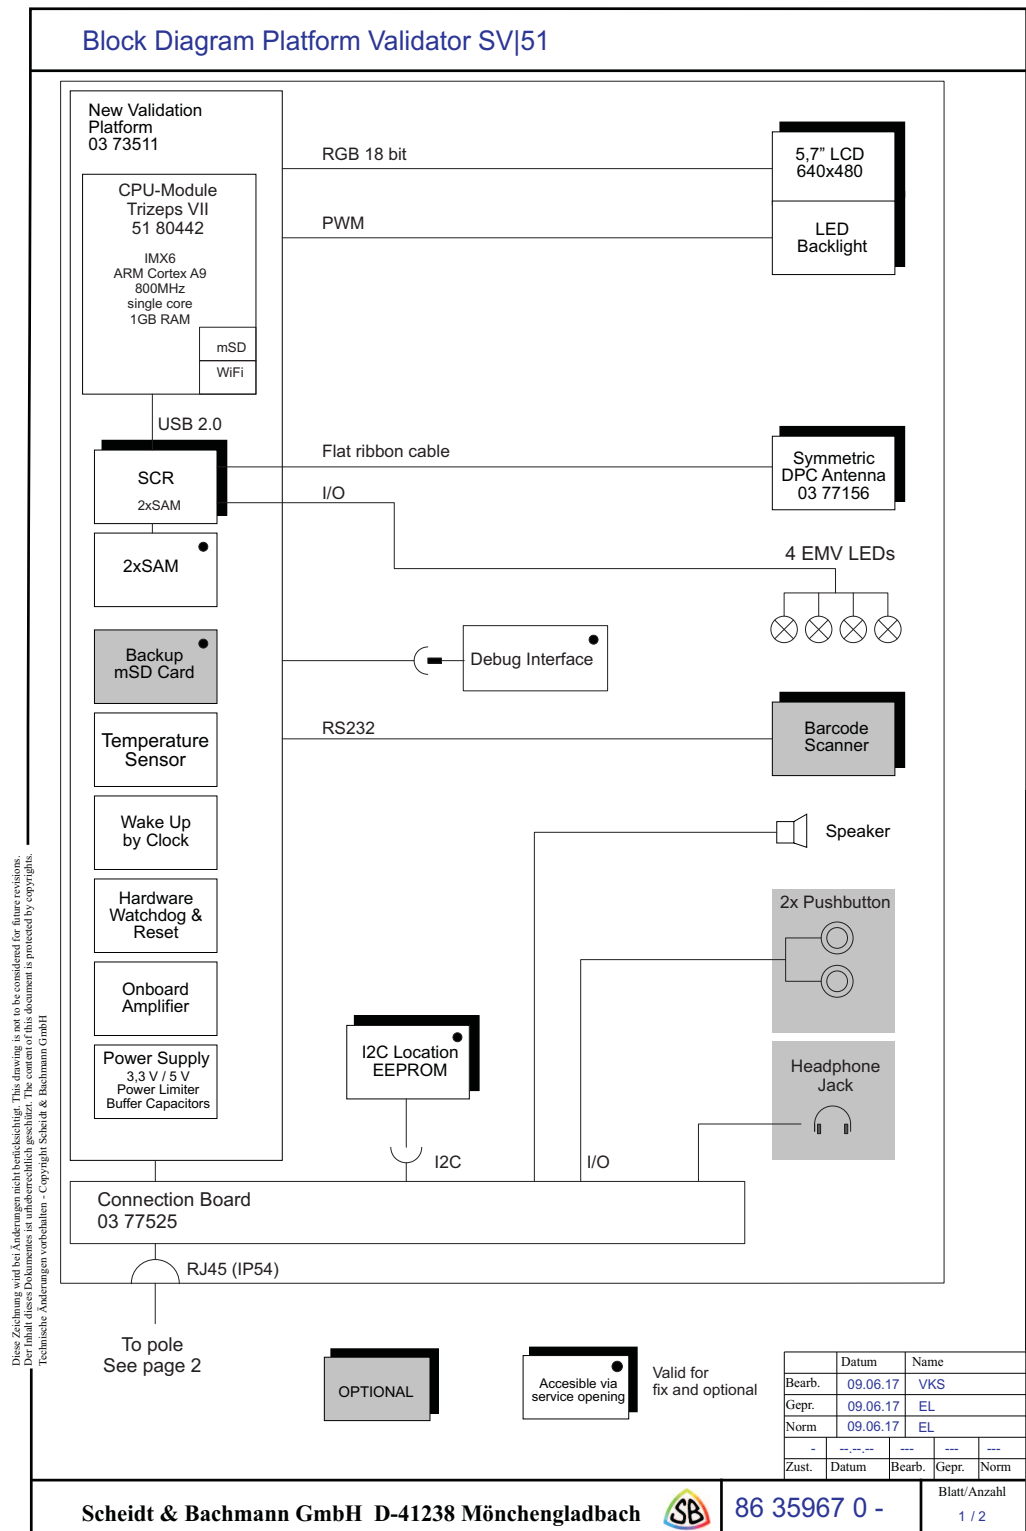 Block Diagram Platform Validator SV|51
New Validation
Platform
03 73511
CPU-Module
Trizeps VII
51 80442
IMX6
ARM Cortex A9
800MHz
single core
1GB RAM
mSD
WiFi
USB 2.0
SCR
2xSAM
2xSAM
Backup
mSD Card
Temperature
Sensor
Wake Up
by Clock
Hardware
Watchdog &
Reset
Onboard
Amplifier
Power Supply
3,3 V / 5 V
Power Limiter
Buffer Capacitors
RGB 18 bit
PWM
5,7" LCD
640x480
LED
Backlight
Flat ribbon cable
I/O
Symmetric
DPC Antenna
03 77156
4 EMV LEDs
Debug Interface
RS232
Barcode
Scanner
Speaker
2x Pushbutton
Headphone
Jack
I2C Location
EEPROM
I2C
I/O
Connection Board
03 77525
RJ45 (IP54)
To pole
See page 2
OPTIONAL
Accesible via
service opening
Valid for
fix and optional
Diese Zeichnung wird bei Änderungen nicht berücksichtigt. This drawing is not to be considered for future revisions.
Der Inhalt dieses Dokumentes ist urheberrechtlich geschützt. The content of this document is protected by copyrights.
Technische Änderungen vorbehalten - Copyright Scheidt & Bachmann GmbH
Datum Name
Bearb. 09.06.17 VKS
Gepr. 09.06.17 EL
Norm 09.06.17 EL
- --.--.-- --- --- ---
Zust. Datum Bearb. Gepr. Norm
Scheidt & Bachmann GmbH D-41238 Mönchengladbach
SB
86 35967 0 -
Blatt/Anzahl
1 / 2